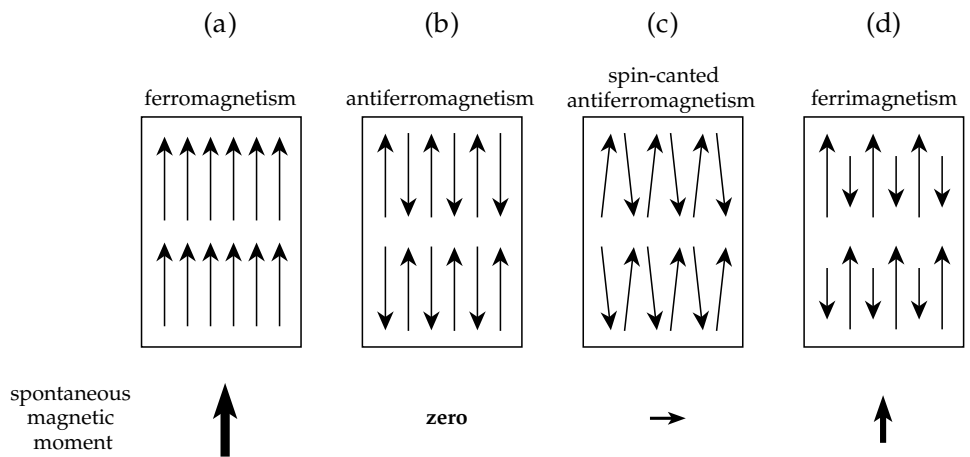 (a)
(b)
(c)
(d)
ferromagnetism
antiferromagnetism
spin-canted
antiferromagnetism
ferrimagnetism
spontaneous
magnetic
moment
zero